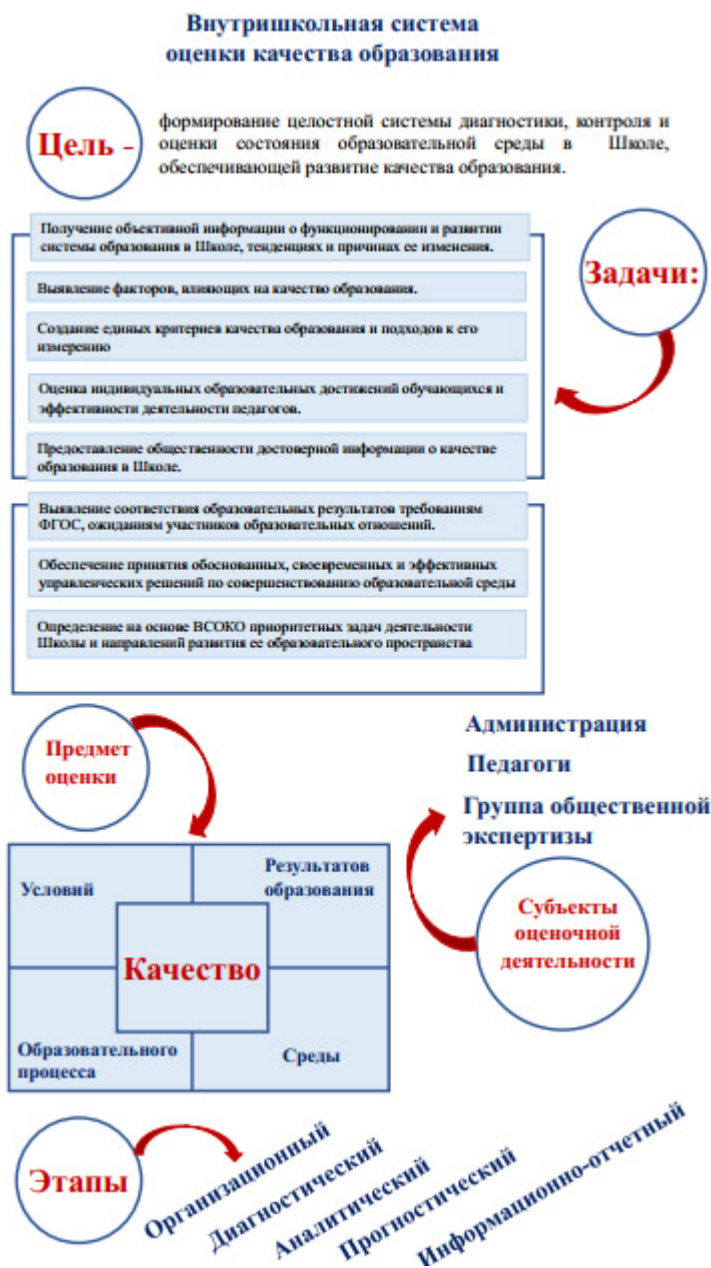 Внутришкольная система
оценки качества образования
Цель -
формирование целостной системы диагностики, контроля и
оценки состояния образовательной среды в Школе,
обеспечивающей развитие качества образования.
Задачи:
Получение объективной информации о функционировании и развитии
системы образования в Школе, тенденциях и причинах ее изменения.
Выявление факторов, влияющих на качество образования.
Создание единых критериев качества образования и подходов к его
измерению
Оценка индивидуальных образовательных достижений обучающихся и
эффективности деятельности педагогов.
Предоставление общественности достоверной информации о качестве
образования в Школе.
Выявление соответствия образовательных результатов требованиям
ФГОС, ожиданиям участников образовательных отношений.
Обеспечение принятия обоснованных, своевременных и эффективных
управленческих решений по совершенствованию образовательной среды
Определение на основе ВСОКО приоритетных задач деятельности
Школы и направлений развития ее образовательного пространства
Предмет
оценки
Администрация
Педагоги
Группа общественной
экспертизы
Субъекты
оценочной
деятельности
Условий
Результатов
образования
Качество
Образовательного
процесса
Среды
Этапы
Организационный
Диагностический
Аналитический
Прогностический
Информационно-отчетный